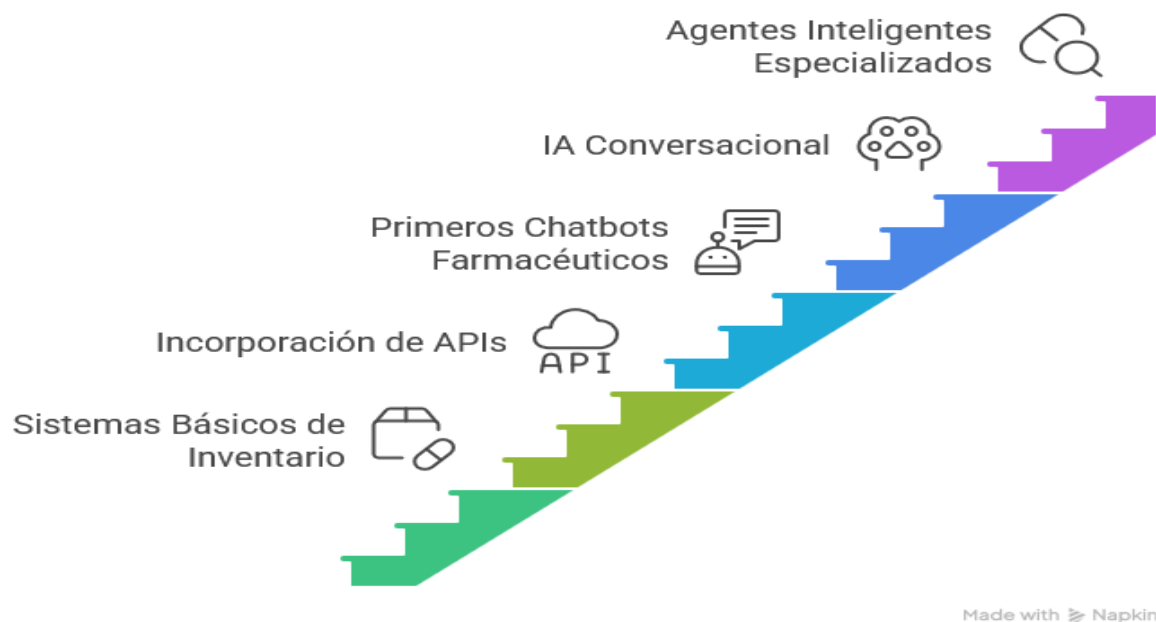 Agentes Inteligentes
Especializados
IA Conversacional
Primeros Chatbots
Farmacéuticos
Incorporación de APIs
API
Sistemas Básicos de
Inventario
Made with Napkin